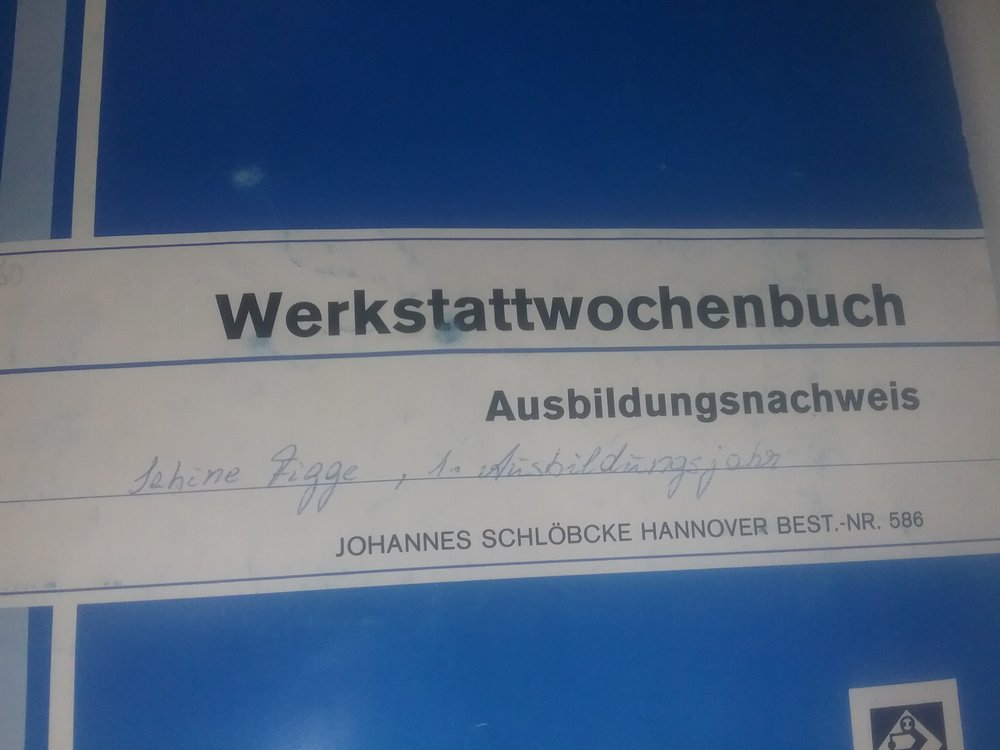 Werkstattwochenbuch
Ausbildungsnachweis
Sabine Figge, 1. Ausbildungsjahr
JOHANNES SCHLÖBCKE HANNOVER BEST.-NR. 586